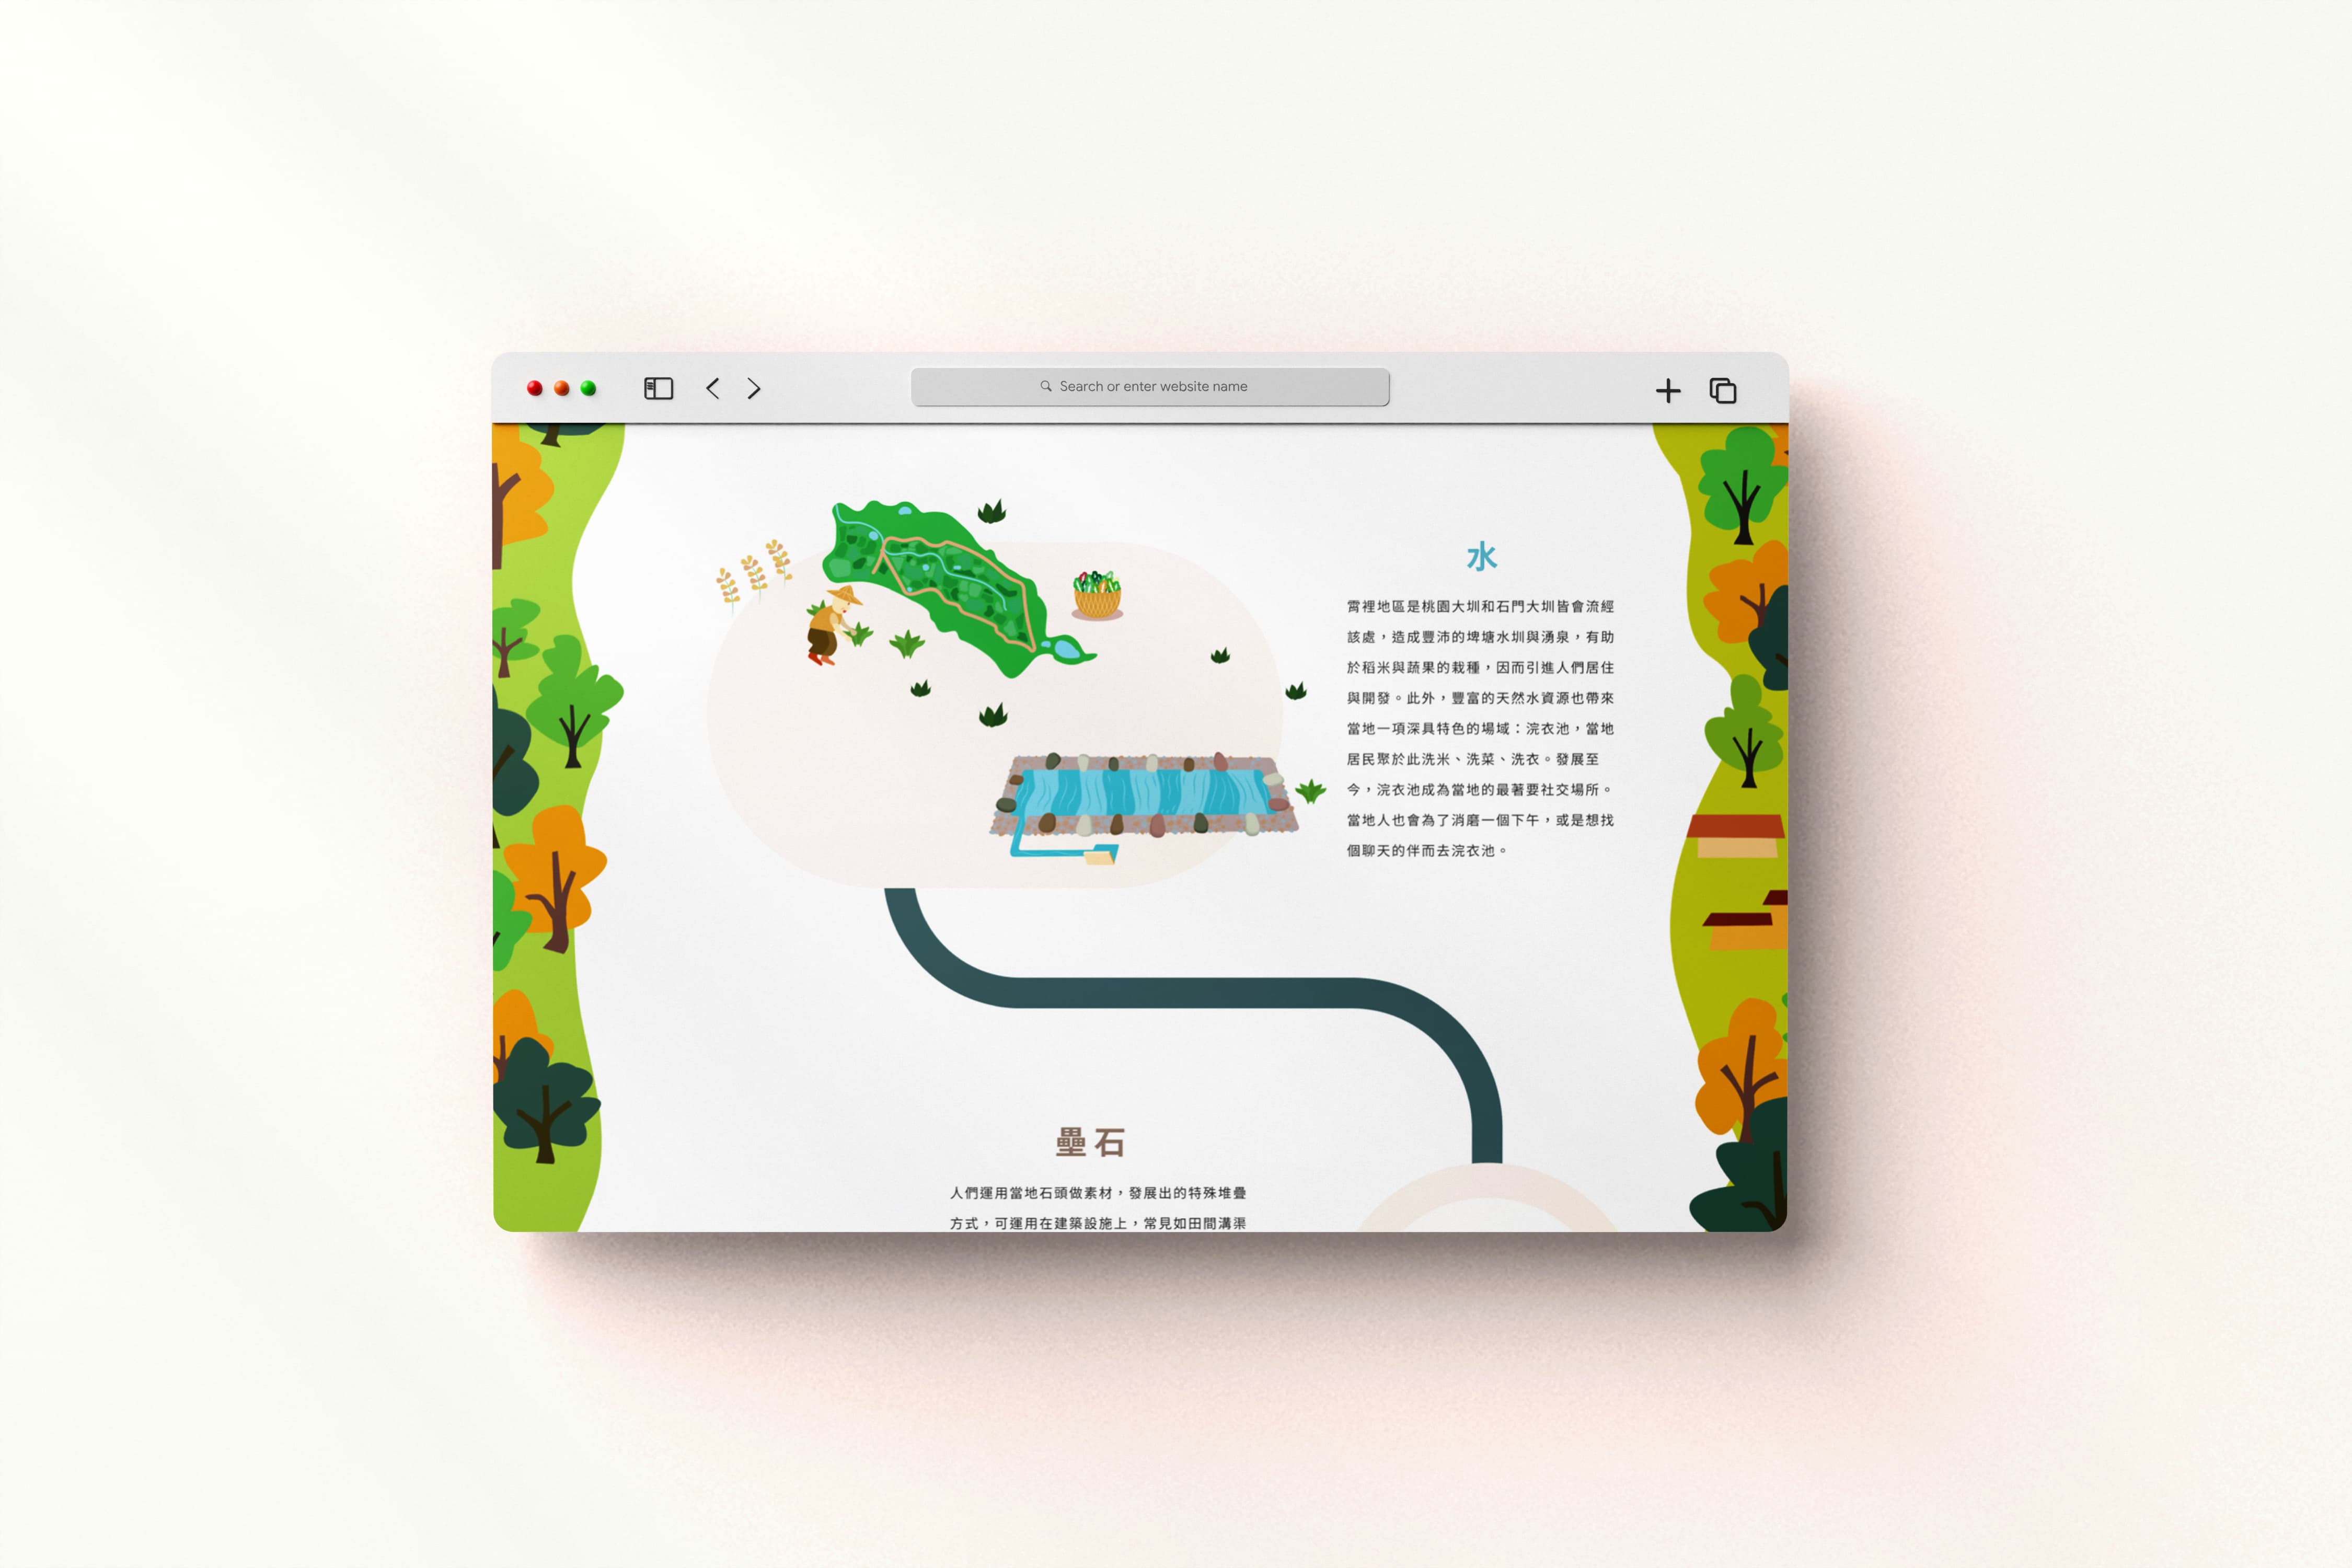 Search or enter website name
水
霄裡地區是桃園大圳和石門大圳皆會流經
該處，造成豐沛的埤塘水圳與湧泉，有助
於稻米與蔬果的栽種，因而引進人們居住
與開發。此外，豐富的天然水資源也帶來
當地一項深具特色的場域：浣衣池，當地
居民聚於此洗米、洗菜、洗衣。發展至
今，浣衣池成為當地的最著要社交場所。
當地人也會為了消磨一個下午，或是想找
個聊天的伴而去浣衣池。
壘石
人們運用當地石頭做素材，發展出的特殊堆疊
方式，可運用在建築設施上，常見如田間溝渠